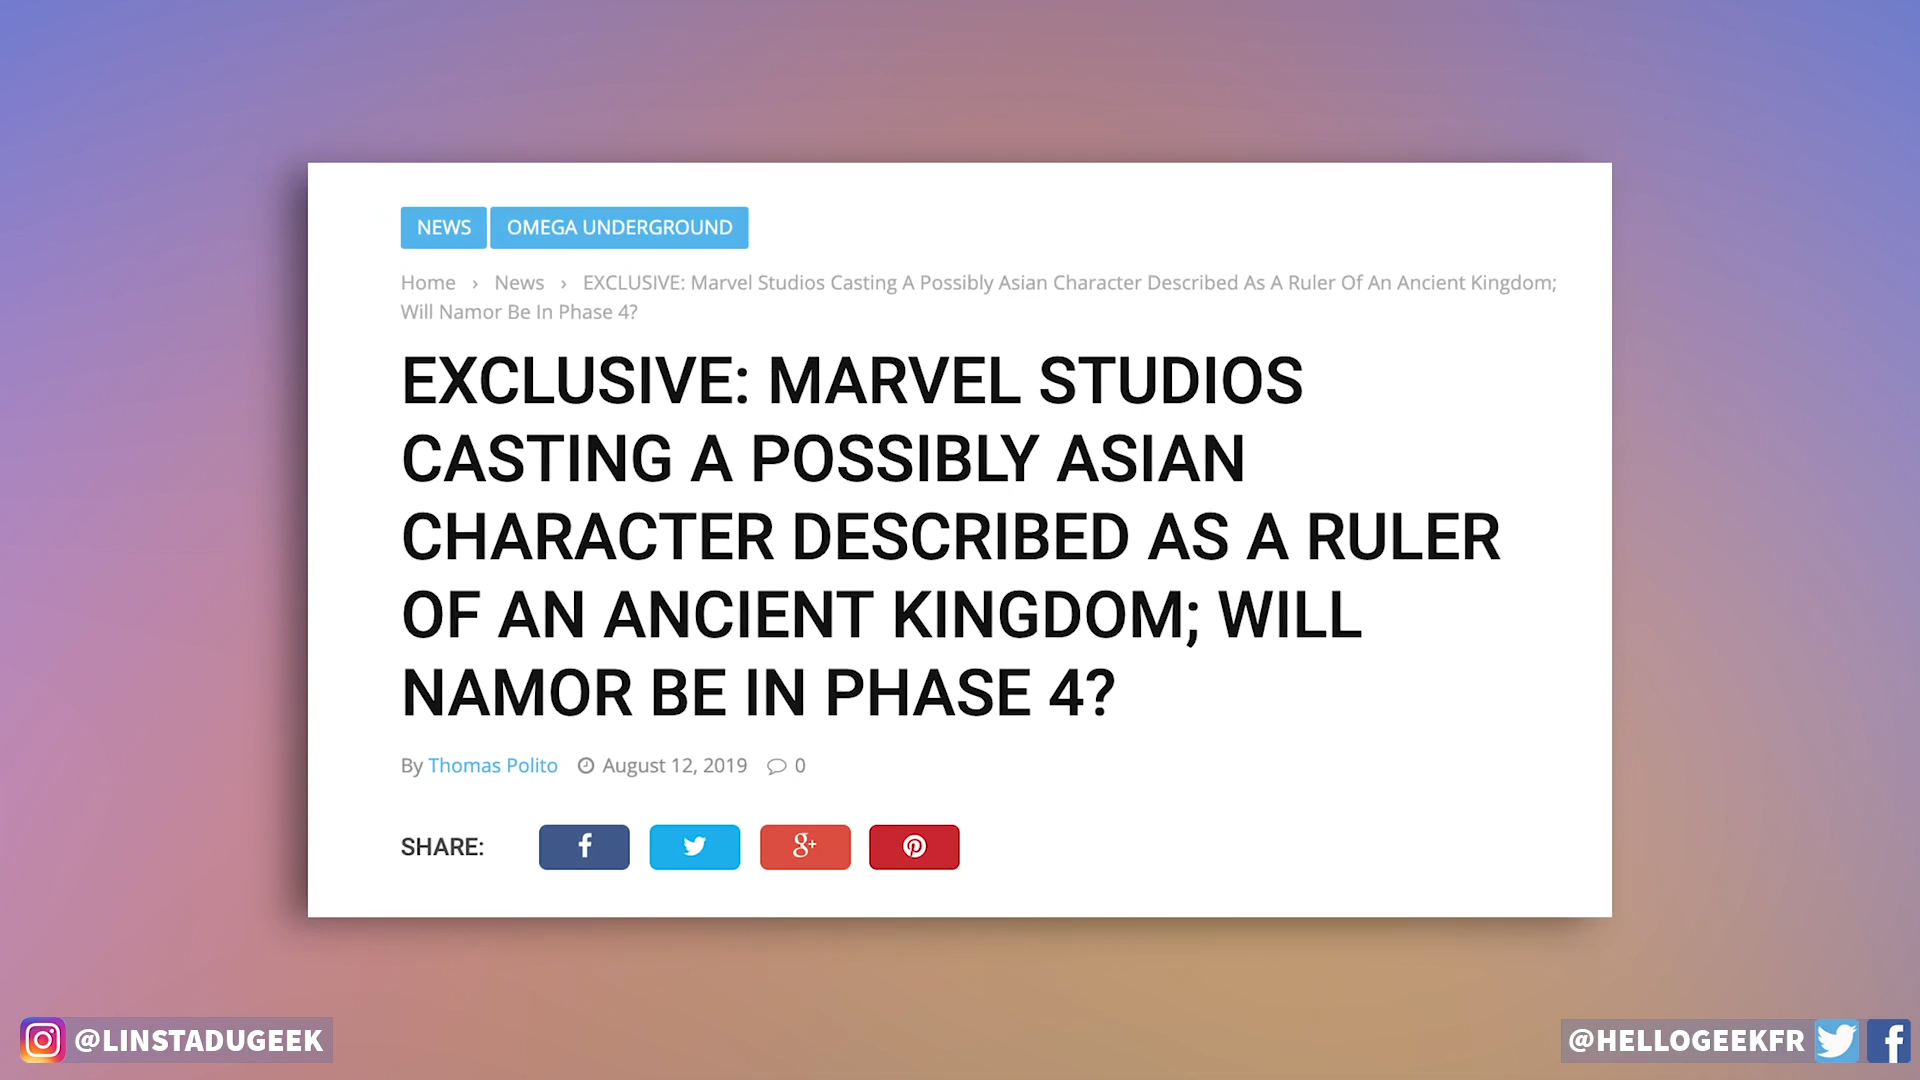 NEWS OMEGA UNDERGROUND
Home › News › EXCLUSIVE: Marvel Studios Casting A Possibly Asian Character Described As A Ruler Of An Ancient Kingdom;
Will Namor Be In Phase 4?
EXCLUSIVE: MARVEL STUDIOS
CASTING A POSSIBLY ASIAN
CHARACTER DESCRIBED AS A RULER
OF AN ANCIENT KINGDOM; WILL
NAMOR BE IN PHASE 4?
By Thomas Polito August 12, 2019 0
SHARE: f g+
@LINSTADUGEEK
@HELLOGEEKFR